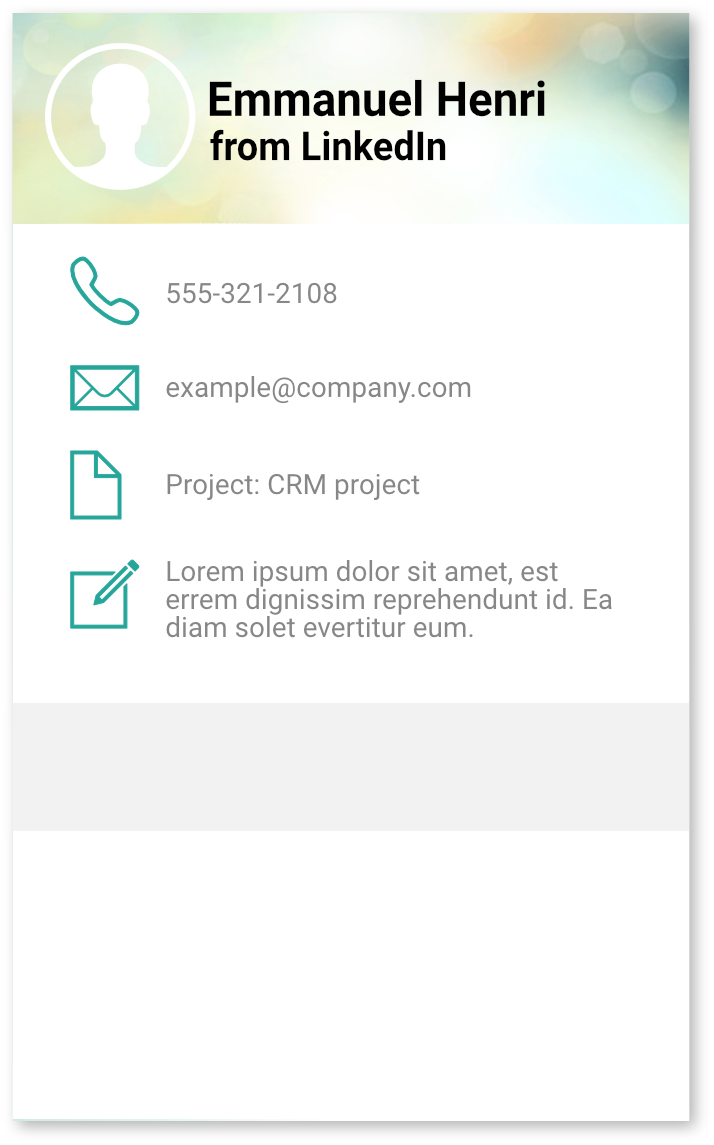 Emmanuel Henri
from LinkedIn
555-321-2108
example@company.com
Project: CRM project
Lorem ipsum dolor sit amet, est
errem dignissim reprehendunt id. Ea
diam solet evertitur eum.